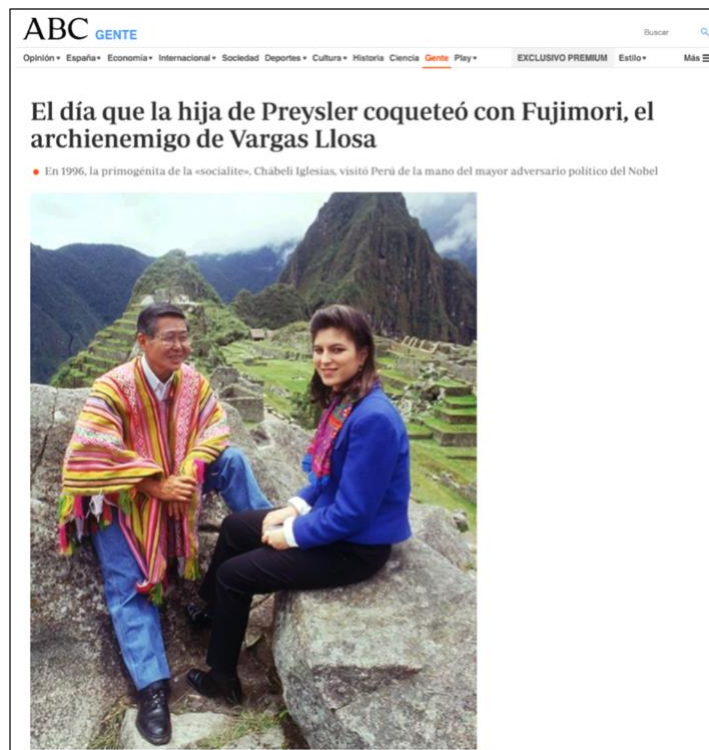 ABC GENTE
Buscar
Opinión España Economía Internacional Sociedad Deportes Cultura Historia Ciencia Gente Play EXCLUSIVO PREMIUM Estilo Más
El día que la hija de Preysler coqueteó con Fujimori, el
archienemigo de Vargas Llosa
En 1996, la primogénita de la «socialite», Chábeli Iglesias, visitó Perú de la mano del mayor adversario político del Nobel